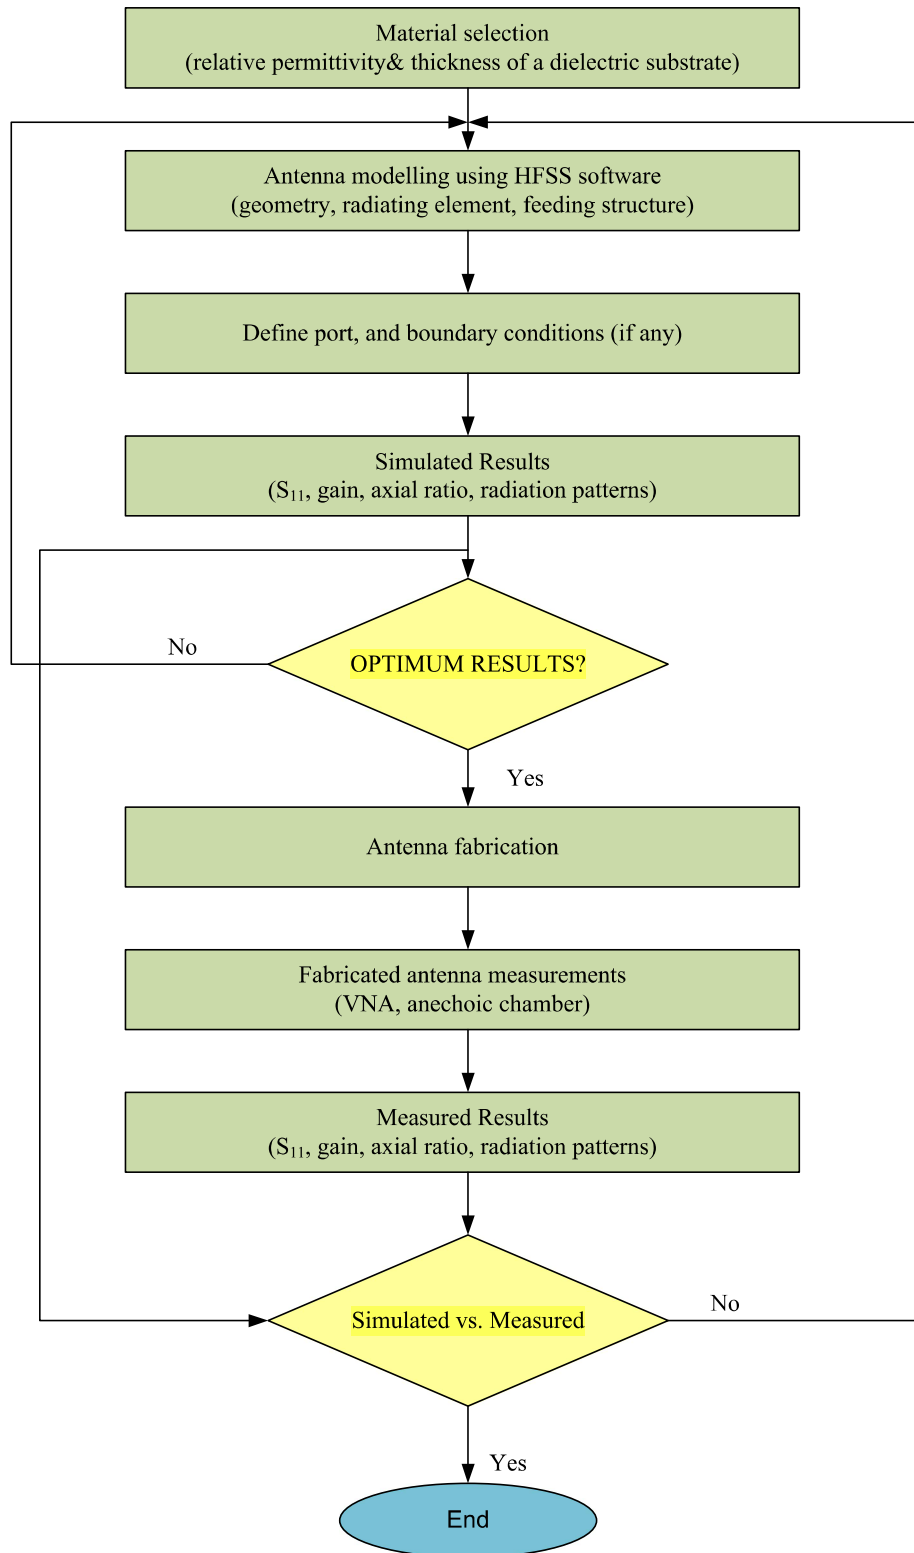 Material selection
(relative permittivity& thickness of a dielectric substrate)
Antenna modelling using HFSS software
(geometry, radiating element, feeding structure)
Define port, and boundary conditions (if any)
Simulated Results
(S₁₁, gain, axial ratio, radiation patterns)
No
OPTIMUM RESULTS?
Yes
Antenna fabrication
Fabricated antenna measurements
(VNA, anechoic chamber)
Measured Results
(S₁₁, gain, axial ratio, radiation patterns)
Simulated vs. Measured
No
Yes
End